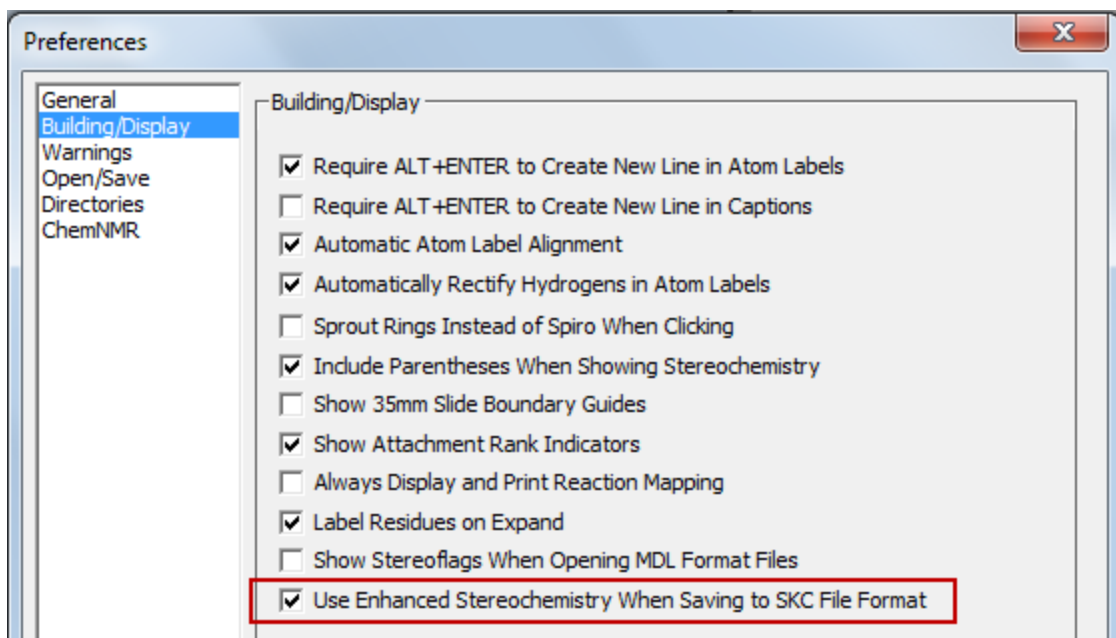 Preferences
General
Building/Display
Warnings
Open/Save
Directories
ChemNMR
Building/Display
Require ALT+ENTER to Create New Line in Atom Labels
Require ALT+ENTER to Create New Line in Captions
Automatic Atom Label Alignment
Automatically Rectify Hydrogens in Atom Labels
Sprout Rings Instead of Spiro When Clicking
Include Parentheses When Showing Stereochemistry
Show 35mm Slide Boundary Guides
Show Attachment Rank Indicators
Always Display and Print Reaction Mapping
Label Residues on Expand
Show Stereoflags When Opening MDL Format Files
Use Enhanced Stereochemistry When Saving to SKC File Format